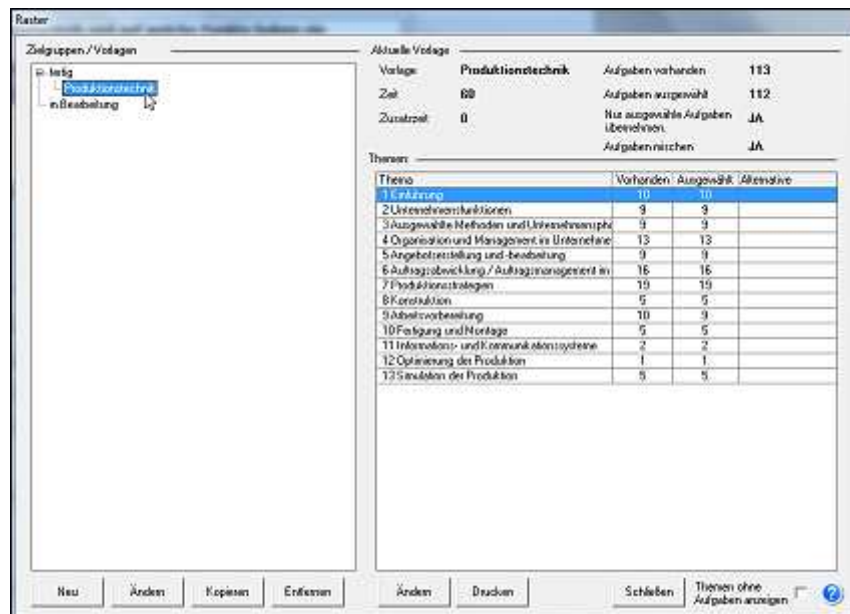 Raster
Zielgruppen / Vorlagen
fertig
Produktionstechnik
in Bearbeitung
Neu
Ändern
Kopieren
Entfernen
Aktuelle Vorlage
Vorlage Produktionstechnik Aufgaben vorhanden 113
Zeit 60 Aufgaben ausgewählt 112
Zusatzzeit 0 Nur ausgewählte Aufgaben übernehmen. JA
Aufgaben mischen JA
Themen
Thema Vorhanden Ausgewählt Alternative
1 Einführung 10 10
2 Unternehmensfunktionen 9 9
3 Ausgewählte Methoden und Unternehmenspha 9 9
4 Organisation und Management im Unternehme 13 13
5 Angebotserstellung und -bearbeitung 9 9
6 Auftragsabwicklung / Auftragsmanagement im 16 16
7 Produktionsstrategien 19 19
8 Konstruktion 5 5
9 Arbeitsvorbereitung 10 9
10 Fertigung und Montage 5 5
11 Informations- und Kommunikationssysteme 2 2
12 Optimierung der Produktion 1 1
13 Simulation der Produktion 5 5
Ändern
Drucken
Schließen
Themen ohne
Aufgaben anzeigen
?